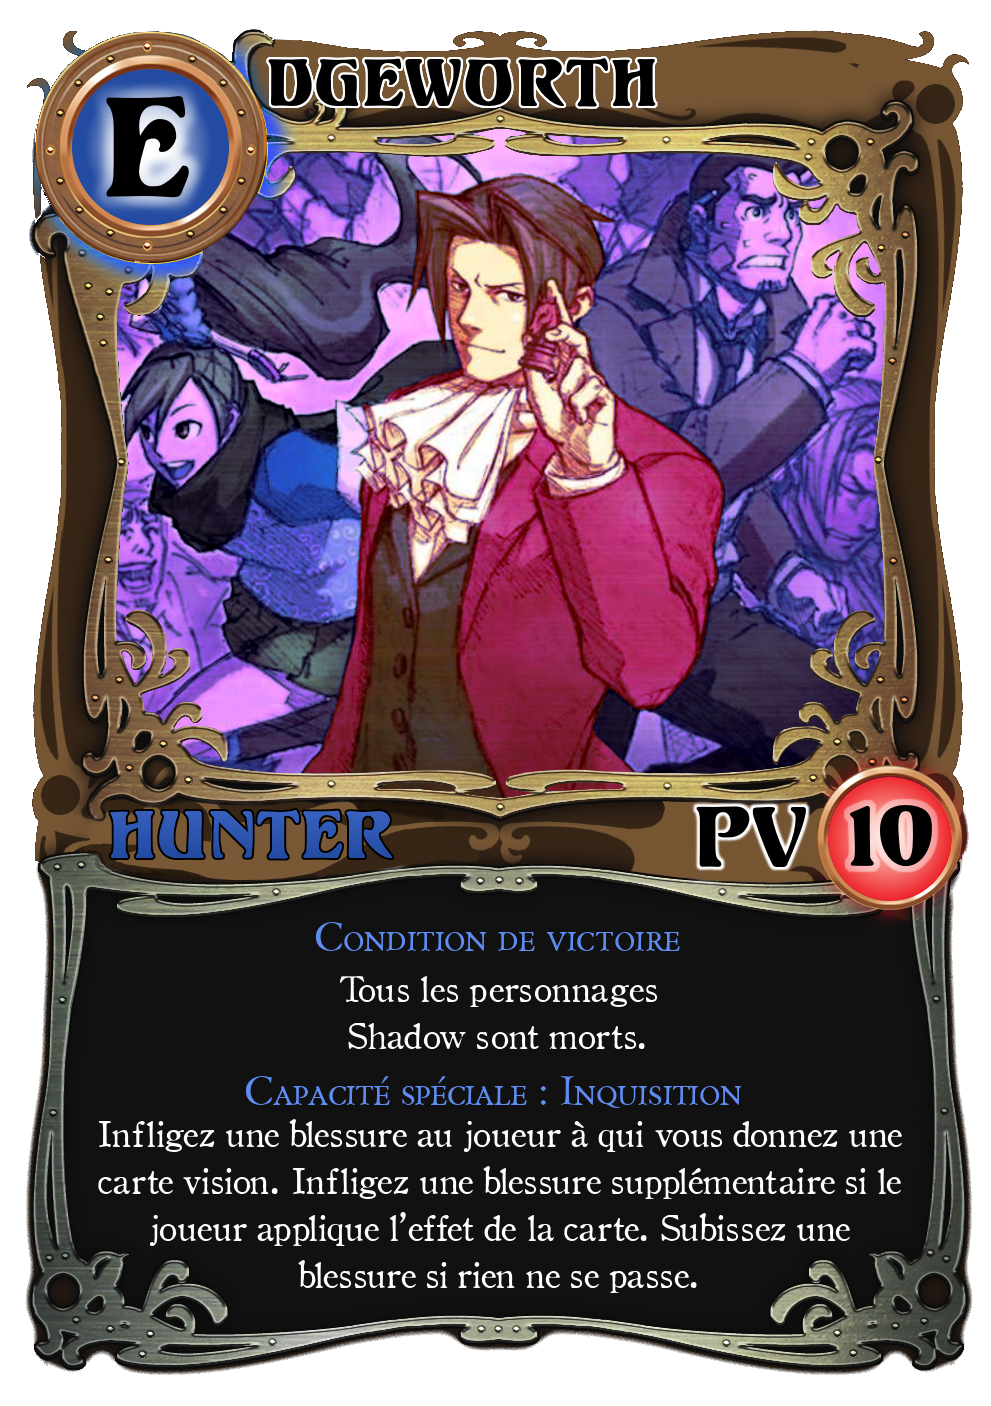 EDGEWORTH
HUNTER
PV 10
Condition de victoire
Tous les personnages
Shadow sont morts.
Capacité spéciale : Inquisition
Infligez une blessure au joueur à qui vous donnez une
carte vision. Infligez une blessure supplémentaire si le
joueur applique l'effet de la carte. Subissez une
blessure si rien ne se passe.